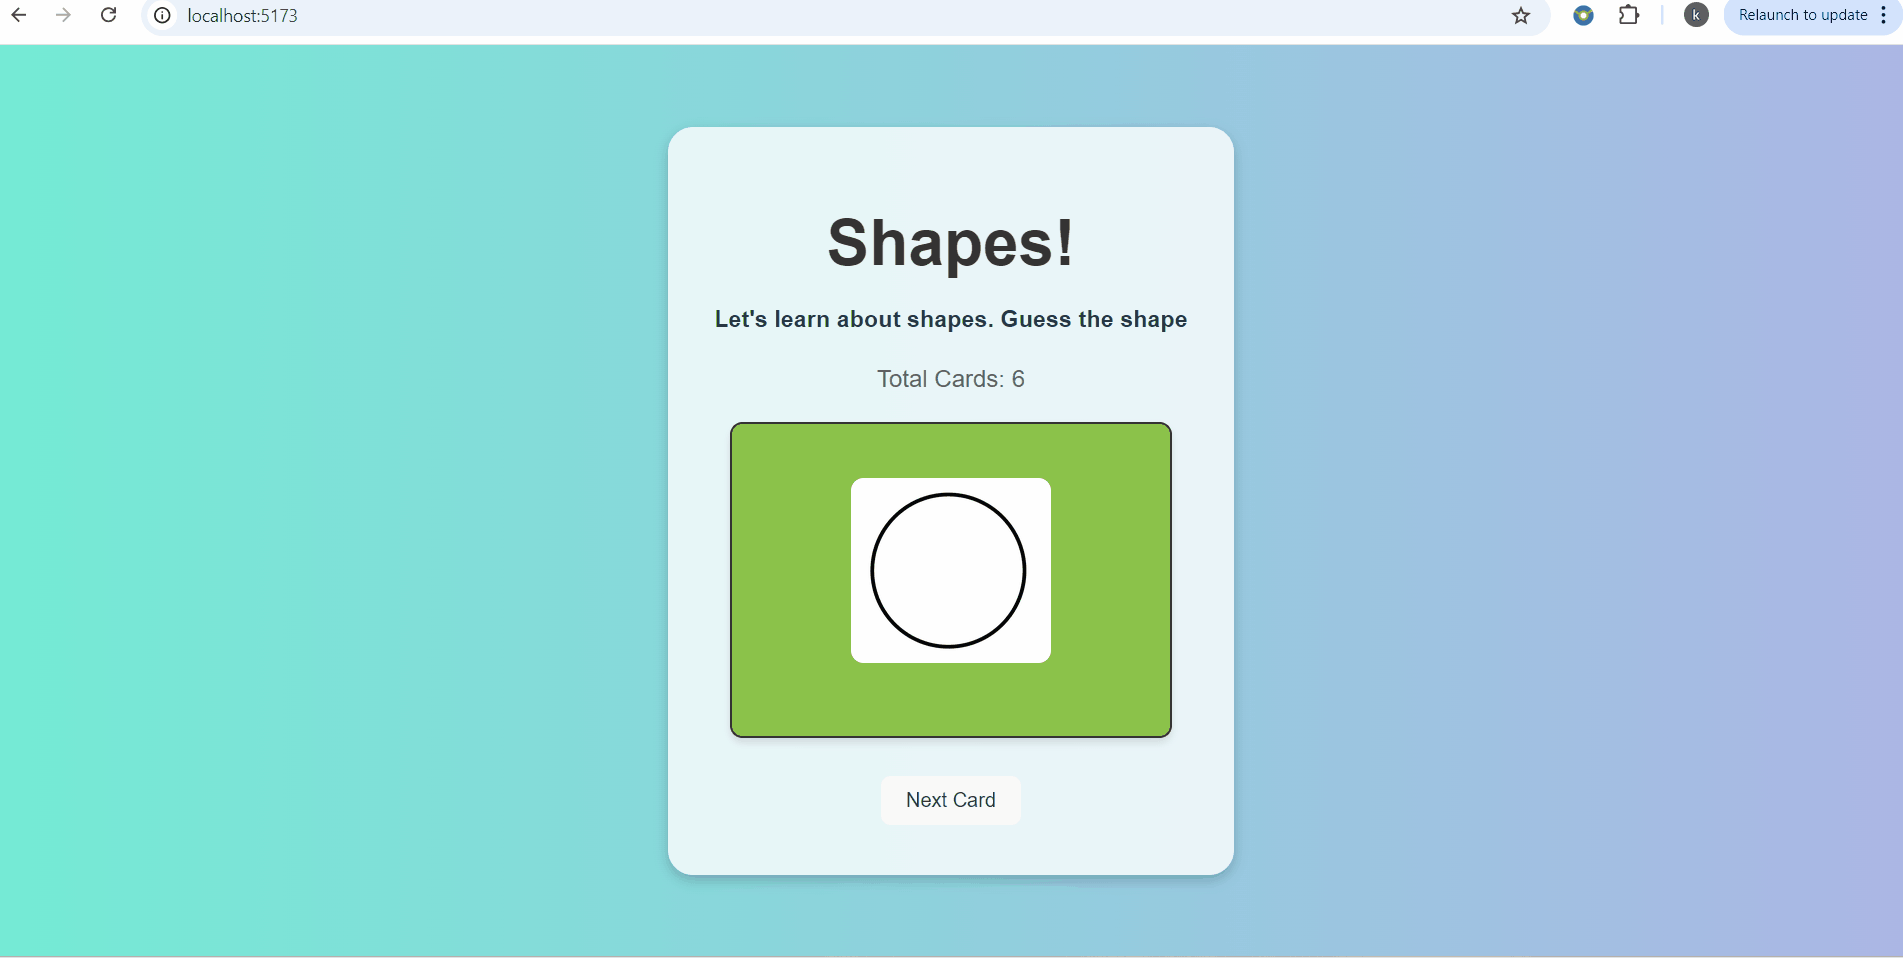 localhost:5173
k
Relaunch to update
Shapes!
Let's learn about shapes. Guess the shape
Total Cards: 6
Next Card